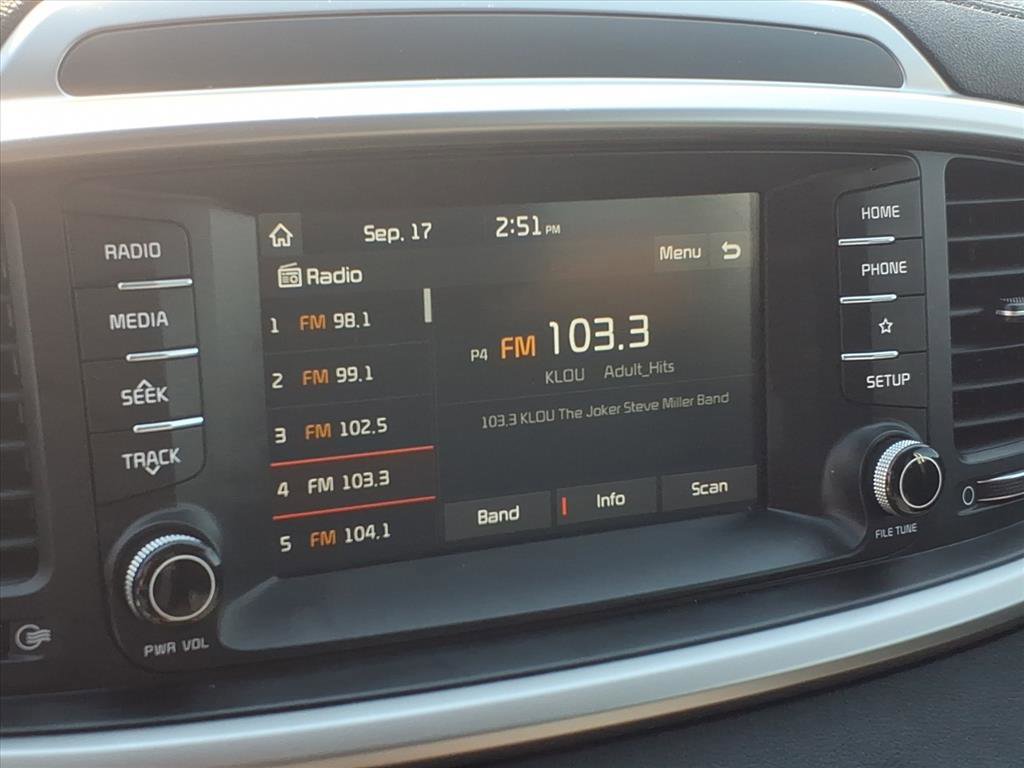 Sep. 17 2:51 PM
Radio
Menu
1 FM 98.1
2 FM 99.1
3 FM 102.5
4 FM 103.3
5 FM 104.1
P4 FM 103.3
KLOU Adult_Hits
103.3 KLOU The Joker Steve Miller Band
Band
Info
Scan
RADIO
MEDIA
SEEK
TRACK
PWR VOL
HOME
PHONE
SETUP
FILE TUNE